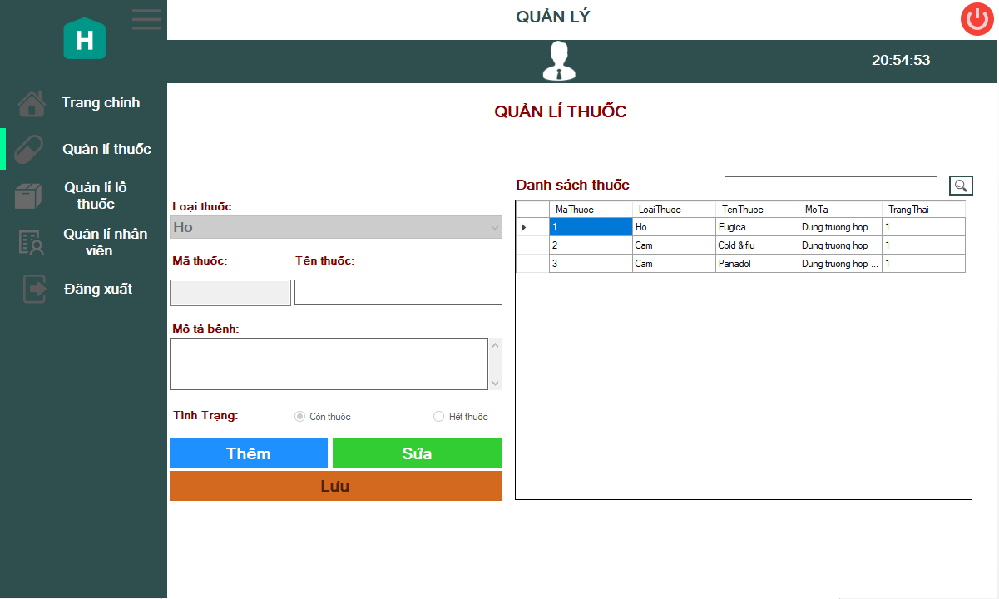 QUẢN LÝ
H
20:54:53
Trang chính
Quản lí thuốc
Quản lí lô
thuốc
Quản lí nhân
viên
Đăng xuất
QUẢN LÍ THUỐC
Loại thuốc:
Ho
Mã thuốc:
Tên thuốc:
Mô tả bệnh:
Tình Trạng:
Còn thuốc
Hết thuốc
Thêm
Sửa
Lưu
Danh sách thuốc
MaThuoc LoaiThuoc TenThuoc MoTa TrangThai
1 Ho Eugica Dung truong hop 1
2 Cam Cold & flu Dung truong hop 1
3 Cam Panadol Dung truong hop ... 1